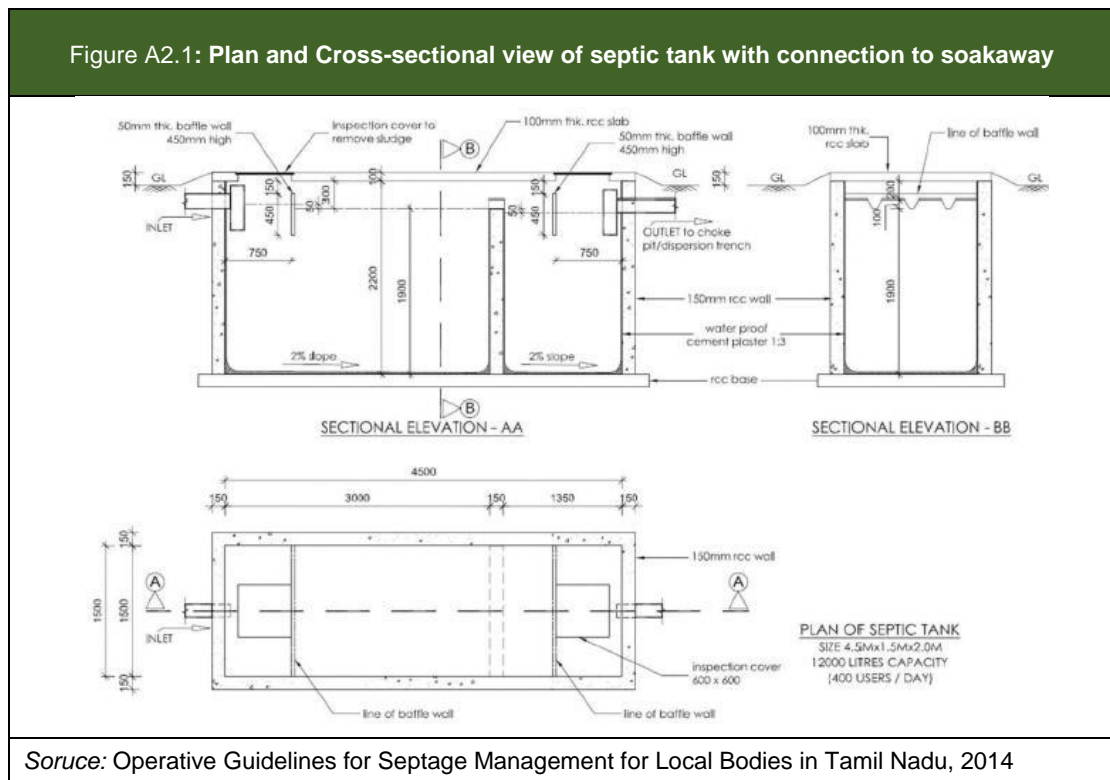 Figure A2.1: Plan and Cross-sectional view of septic tank with connection to soakaway
50mm thk. baffle wall
450mm high
inspection cover to
remove sludge
B
100mm thk. rcc slab
50mm thk. baffle wall
450mm high
100mm thk.
rcc slab
line of baffle wall
150
GL
150
450
50
300
100
150
450
50
GL
150
GL
200
100
GL
INLET
750
2200
1900
OUTLET to choke
pit/dispersion trench
750
150mm rcc wall
1900
water proof
cement plaster 1:3
2% slope
2% slope
rcc base
B
SECTIONAL ELEVATION - AA
SECTIONAL ELEVATION - BB
4500
150
3000
150
1350
150
150
1500
1500
150
150mm rcc wall
A
A
INLET
PLAN OF SEPTIC TANK
SIZE 4.5Mx1.5Mx2.0M
12000 LITRES CAPACITY
(400 USERS / DAY)
inspection cover
600 x 600
line of baffle wall
line of baffle wall
Soruce: Operative Guidelines for Septage Management for Local Bodies in Tamil Nadu, 2014